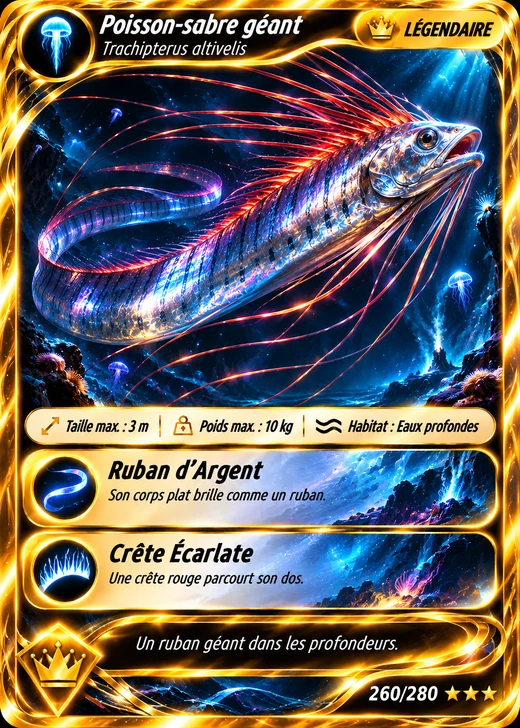 Poisson-sabre géant
Trachipterus altivelis
LÉGENDAIRE
Taille max. : 3 m
Poids max. : 10 kg
Habitat : Eaux profondes
Ruban d'Argent
Son corps plat brille comme un ruban.
Crête Écarlate
Une crête rouge parcourt son dos.
Un ruban géant dans les profondeurs.
260/280 ★★★